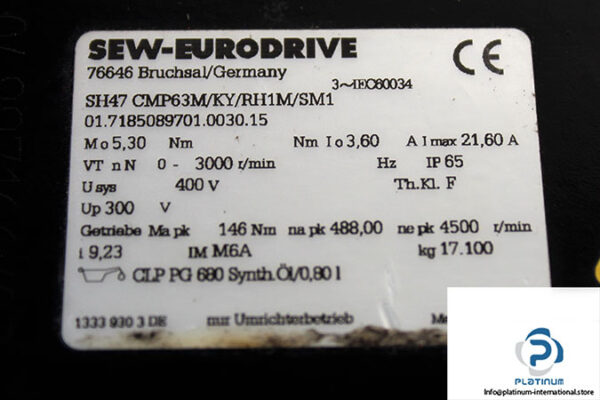 SEW-EURODRIVE CE
76646 Bruchsal/Germany
3~IEC60034
SH47 CMP63M/KY/RH1M/SM1
01.7185089701.0030.15
Mo 5,30 Nm Nm Io 3,60 A Imax 21,60 A
VT nN 0 - 3000 r/min Hz IP 65
Usys 400 V Th.Kl. F
Up 300 V
Getriebe Ma pk 146 Nm na pk 488,00 ne pk 4500 r/min
i 9,23 IM M6A kg 17.100
CLP PG 680 Synth.Öl/0,80 l
1333 930 3 DE nur Umrichterbetrieb
PLATINUM
Info@platinum-international.store